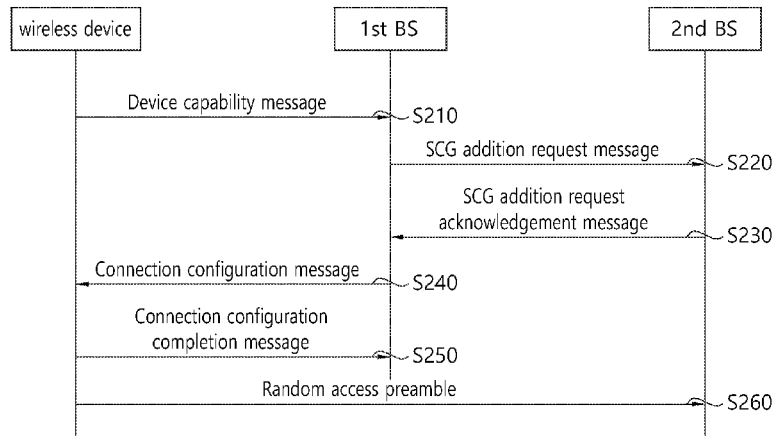 wireless device
1st BS
2nd BS
Device capability message
S210
SCG addition request message
S220
SCG addition request
acknowledgement message
S230
Connection configuration message
S240
Connection configuration
completion message
S250
Random access preamble
S260